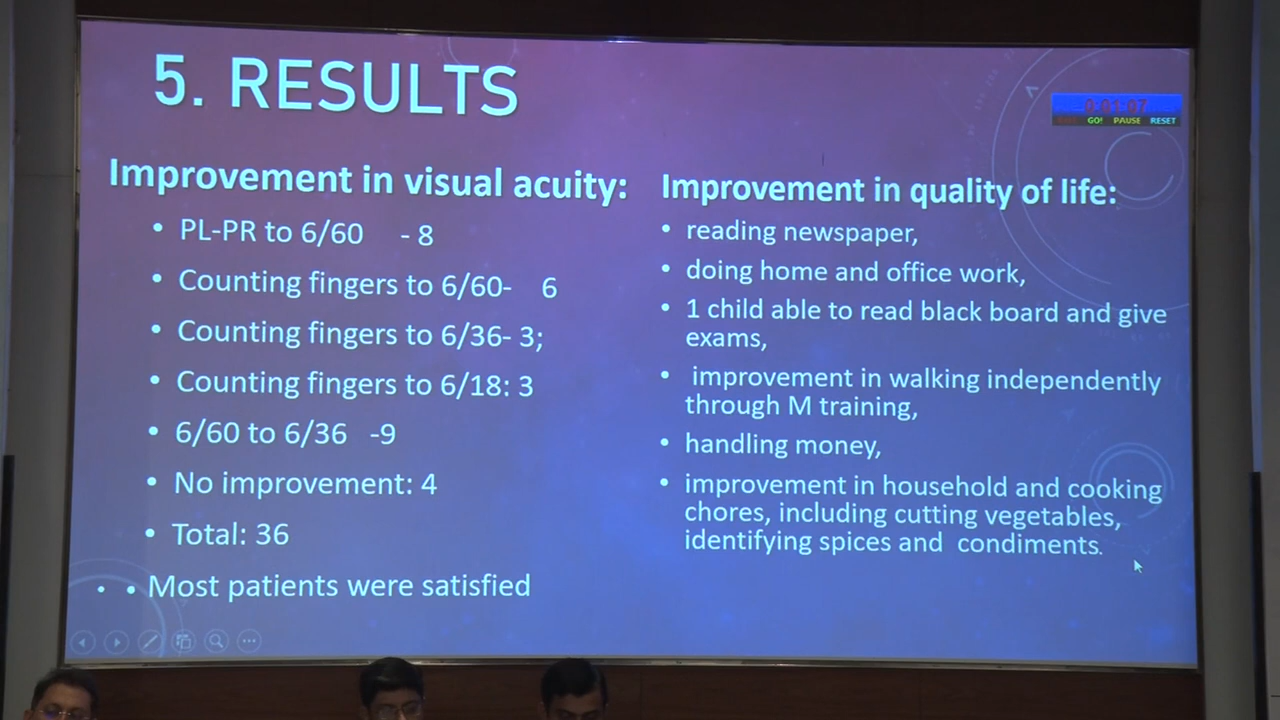 5. RESULTS
0:01:07
GO! PAUSE RESET
Improvement in visual acuity:
• PL-PR to 6/60 - 8
• Counting fingers to 6/60- 6
• Counting fingers to 6/36- 3;
• Counting fingers to 6/18: 3
• 6/60 to 6/36 -9
• No improvement: 4
• Total: 36
• • Most patients were satisfied
Improvement in quality of life:
• reading newspaper,
• doing home and office work,
• 1 child able to read black board and give
exams,
• improvement in walking independently
through M training,
• handling money,
• improvement in household and cooking
chores, including cutting vegetables,
identifying spices and condiments.